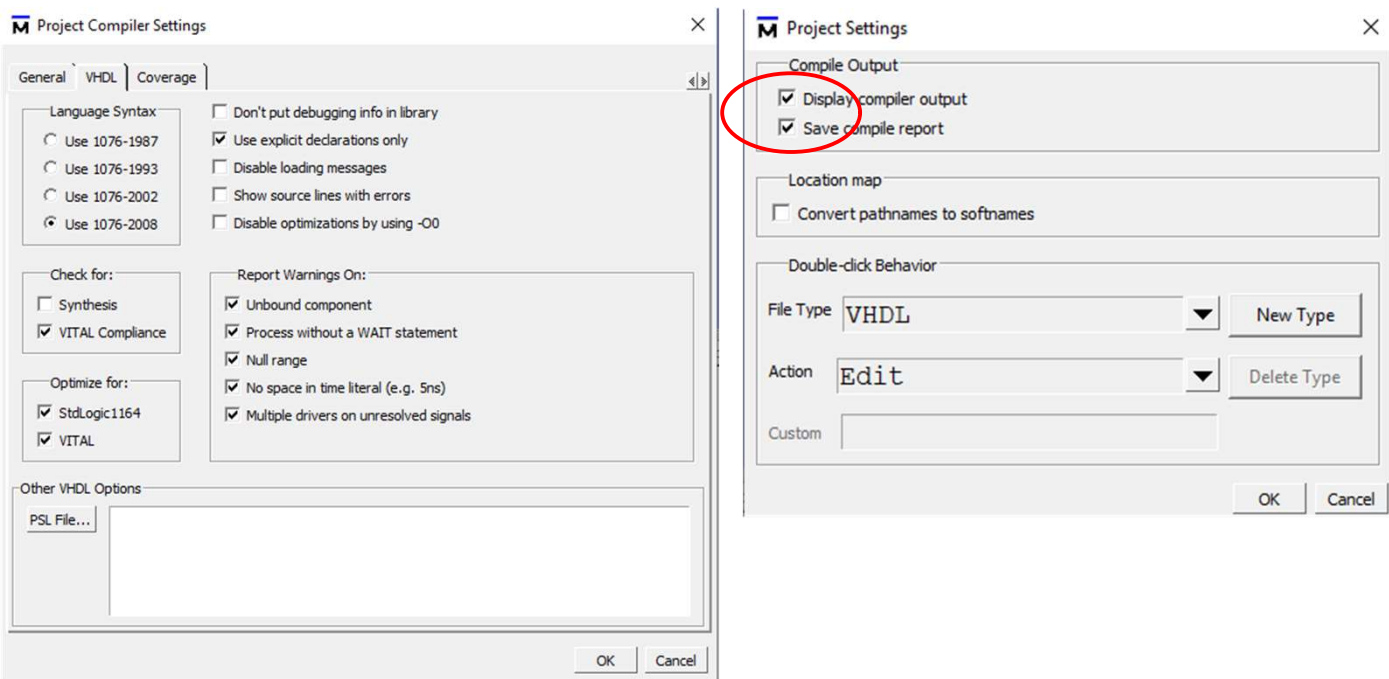 Project Compiler Settings
General VHDL Coverage
Language Syntax
Use 1076-1987
Use 1076-1993
Use 1076-2002
Use 1076-2008
Don't put debugging info in library
Use explicit declarations only
Disable loading messages
Show source lines with errors
Disable optimizations by using -O0
Check for:
Synthesis
VITAL Compliance
Report Warnings On:
Unbound component
Process without a WAIT statement
Null range
No space in time literal (e.g. 5ns)
Multiple drivers on unresolved signals
Optimize for:
StdLogic1164
VITAL
Other VHDL Options
PSL File...
OK Cancel
Project Settings
Compile Output
Display compiler output
Save compile report
Location map
Convert pathnames to softnames
Double-click Behavior
File Type VHDL New Type
Action Edit Delete Type
Custom
OK Cancel